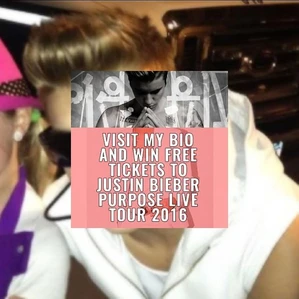 VISIT MY BIO
AND WIN FREE
TICKETS TO
JUSTIN BIEBER
PURPOSE LIVE
TOUR 2016